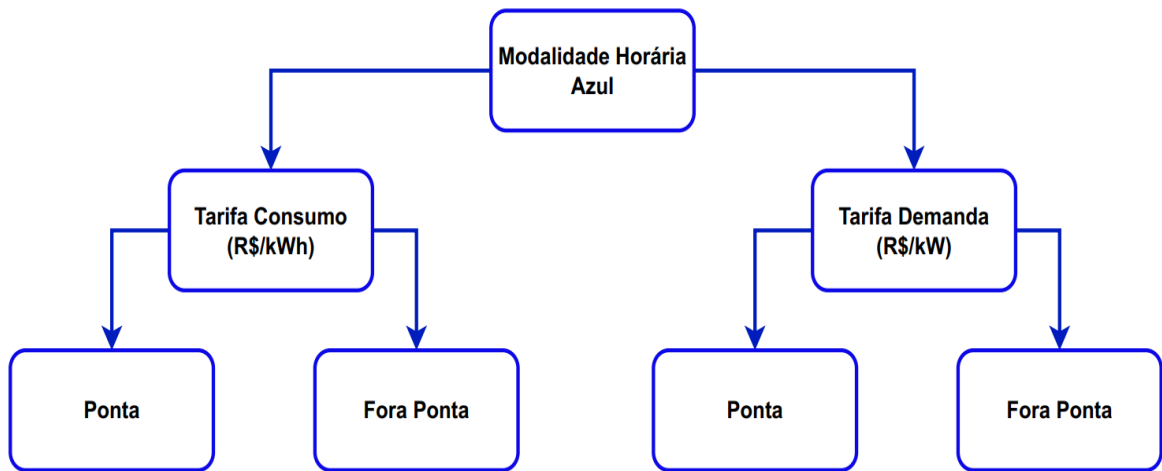 Modalidade Horária
Azul
Tarifa Consumo
(R$/kWh)
Tarifa Demanda
(R$/kW)
Ponta
Fora Ponta
Ponta
Fora Ponta